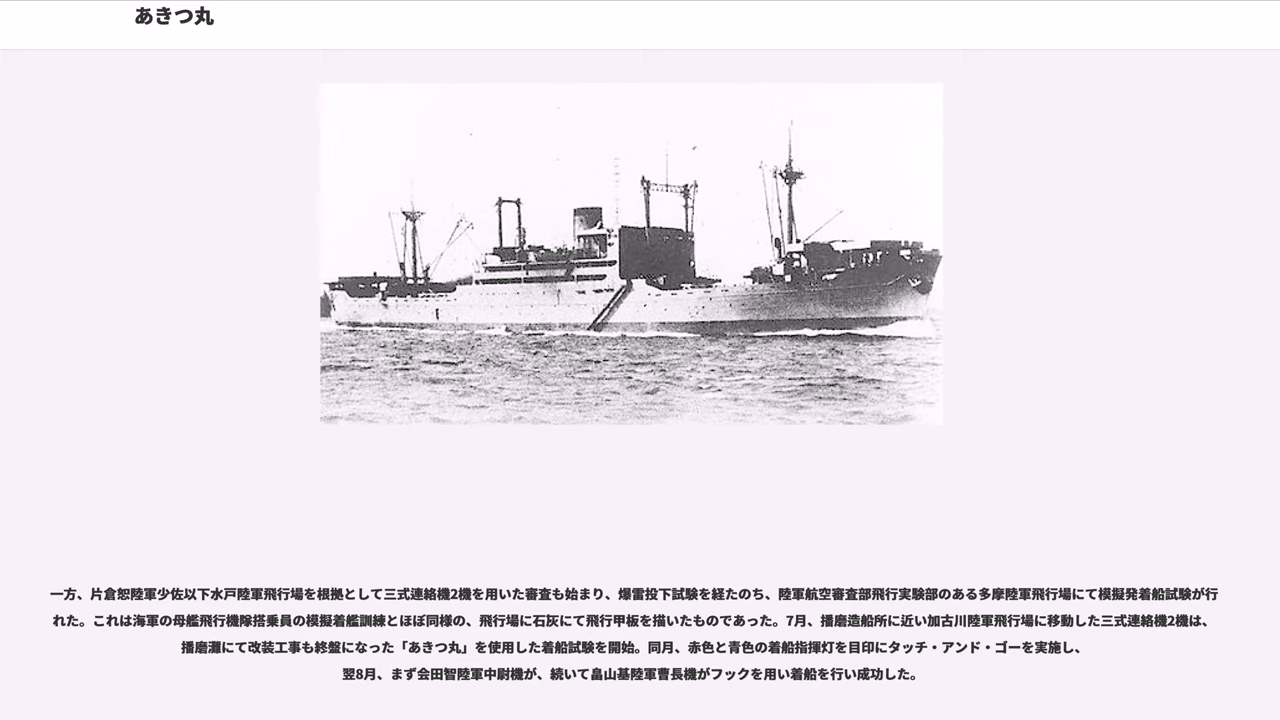 あきつ丸
一方、片倉恕陸軍少佐以下水戸陸軍飛行場を根拠として三式連絡機2機を用いた審査も始まり、爆雷投下試験を経たのち、陸軍航空審査部飛行実験部のある多摩陸軍飛行場にて模擬発着船試験が行
れた。これは海軍の母艦飛行機隊搭乗員の模擬着艦訓練とほぼ同様の、飛行場に石灰にて飛行甲板を描いたものであった。7月、播磨造船所に近い加古川陸軍飛行場に移動した三式連絡機2機は、
播磨灘にて改装工事も終盤になった「あきつ丸」を使用した着船試験を開始。同月、赤色と青色の着船指揮灯を目印にタッチ・アンド・ゴーを実施し、
翌8月、まず会田智陸軍中尉機が、続いて畠山基陸軍曹長機がフックを用い着船を行い成功した。